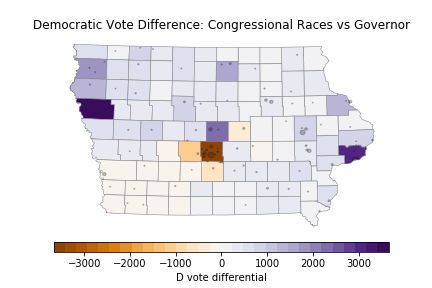 Democratic Vote Difference: Congressional Races vs Governor
−3000 −2000 −1000 0 1000 2000 3000
D vote differential